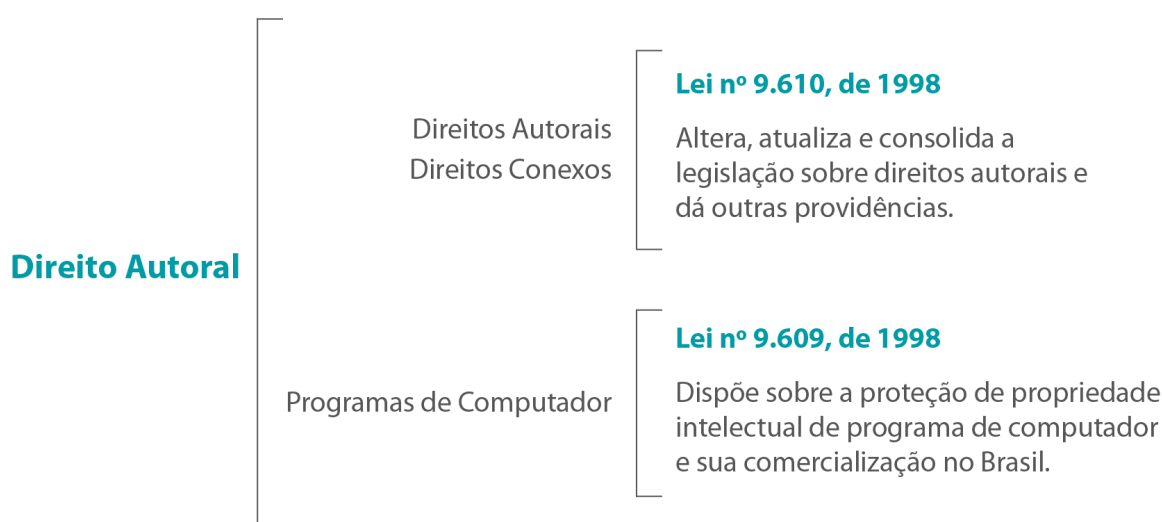 Direito Autoral
Direitos Autorais
Direitos Conexos
Lei nº 9.610, de 1998
Altera, atualiza e consolida a
legislação sobre direitos autorais e
dá outras providências.
Programas de Computador
Lei nº 9.609, de 1998
Dispõe sobre a proteção de propriedade
intelectual de programa de computador
e sua comercialização no Brasil.